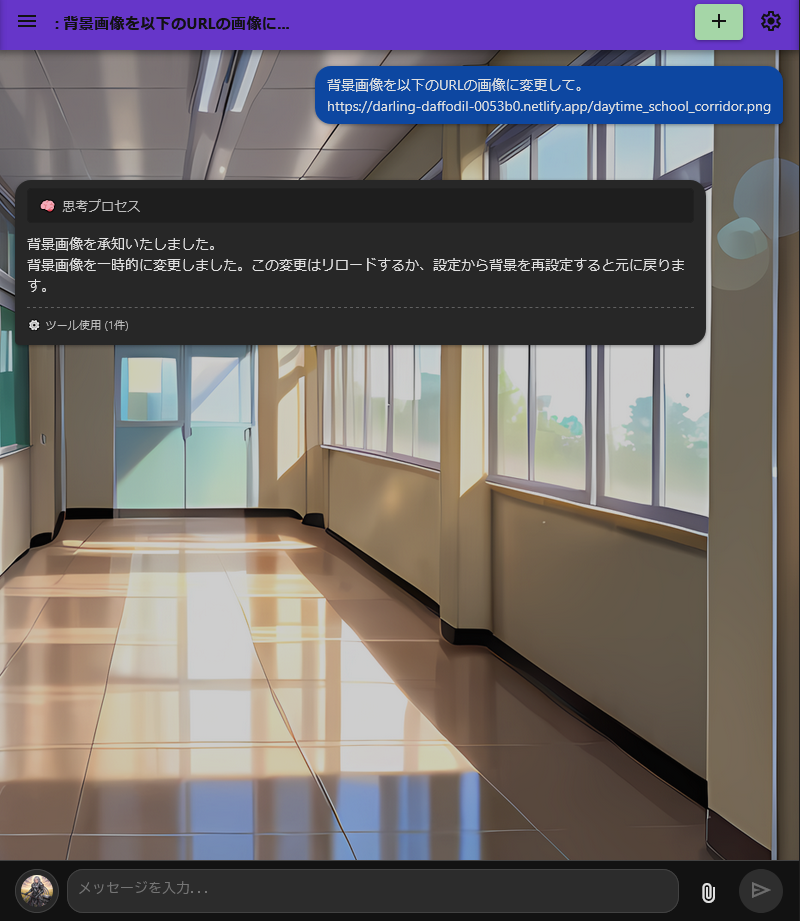 : 背景画像を以下のURLの画像に...
背景画像を以下のURLの画像に変更して。
https://darling-daffodil-0053b0.netlify.app/daytime_school_corridor.png
思考プロセス
背景画像を承知いたしました。
背景画像を一時的に変更しました。この変更はリロードするか、設定から背景を再設定すると元に戻りま
す。
ツール使用 (1件)
メッセージを入力...